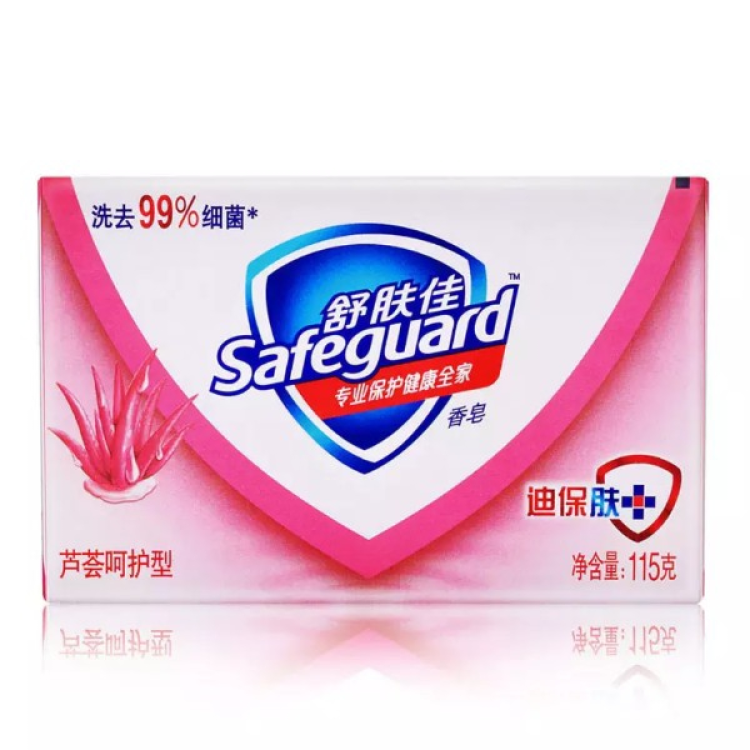 洗去99%细菌*
舒肤佳
Safeguard™
专业保护健康全家
香皂
迪保肤
芦荟呵护型
净含量:115克